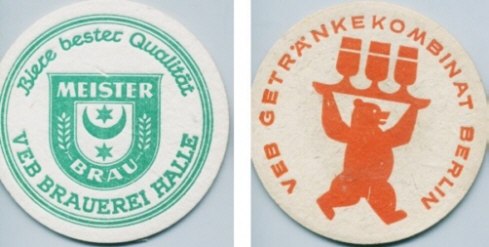 Biere bester Qualität
MEISTER
BRÄU
VEB BRAUEREI HALLE
VEB GETRÄNKEKOMBINAT BERLIN